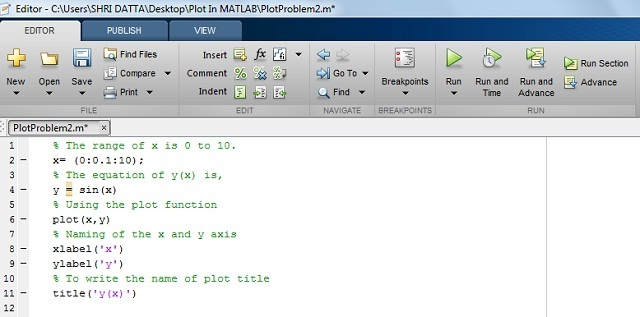 Editor - C:\Users\SHRI DATTA\Desktop\Plot In MATLAB\PlotProblem2.m*
EDITOR PUBLISH VIEW
New Open Save Find Files Compare Print
Insert fx Comment Indent
Go To Find
Breakpoints
Run Run and Time Run and Advance Run Section Advance
FILE EDIT NAVIGATE BREAKPOINTS RUN
PlotProblem2.m* ×
1 % The range of x is 0 to 10.
2 – x= (0:0.1:10);
3 % The equation of y(x) is,
4 – y = sin(x)
5 % Using the plot function
6 – plot(x,y)
7 % Naming of the x and y axis
8 – xlabel('x')
9 – ylabel('y')
10 % To write the name of plot title
11 – title('y(x)')
12